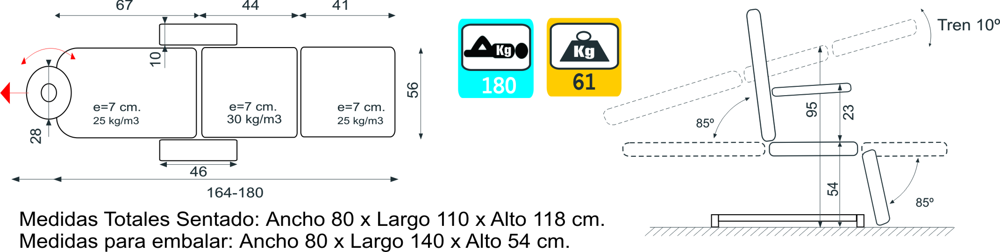 67 44 41
10
e=7 cm.
25 kg/m3
e=7 cm.
30 kg/m3
e=7 cm.
25 kg/m3
56
28
46
164-180
Kg
180
Kg
61
Tren 10º
85º
95
23
54
85º
Medidas Totales Sentado: Ancho 80 x Largo 110 x Alto 118 cm.
Medidas para embalar: Ancho 80 x Largo 140 x Alto 54 cm.